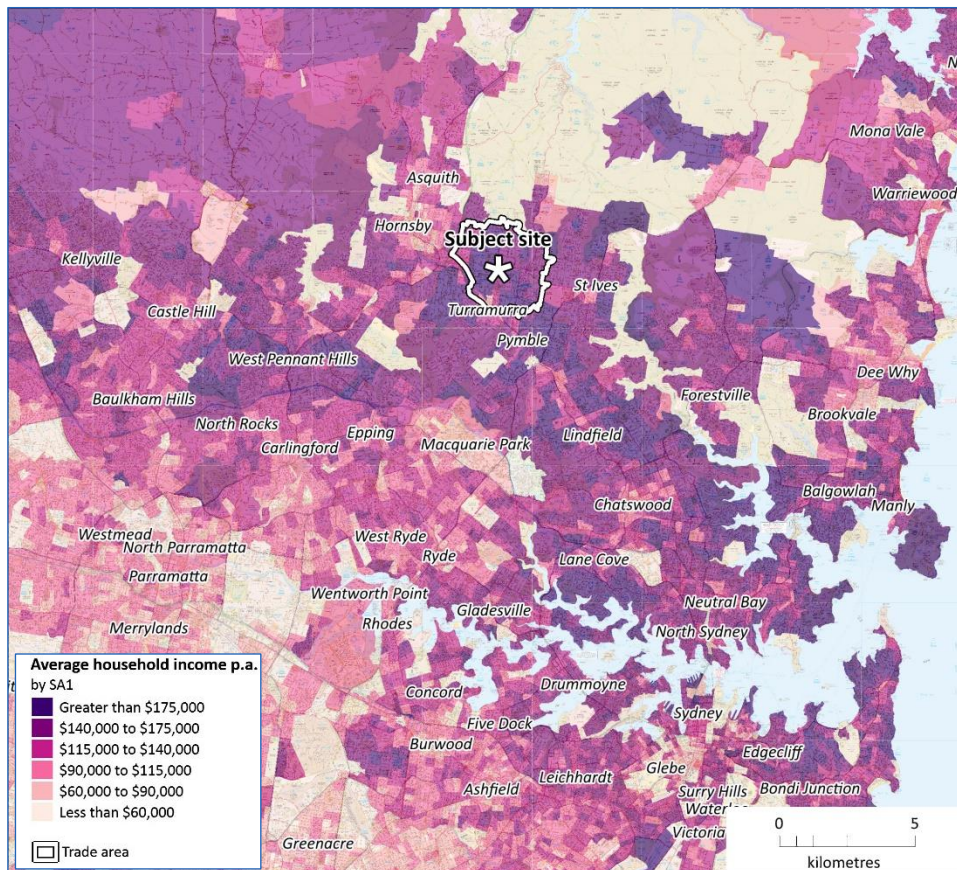 N
Mona Vale
Asquith
Warriewood
Hornsby
Subject site
Kellyville
St Ives
Castle Hill
Turramurra
Pymble
West Pennant Hills
Dee Why
Baulkham Hills
Forestville
Brookvale
North Rocks
Epping
Lindfield
Carlingford
Macquarie Park
Balgowlah
Chatswood
Manly
Westmead
West Ryde
North Parramatta
Ryde
Lane Cove
Parramatta
Wentworth Point
Neutral Bay
Gladesville
Rhodes
Merrylands
North Sydney
Concord
Drummoyne
Sydney
Five Dock
Burwood
Edgecliff
Glebe
Leichhardt
Ashfield
Surry Hills
Bondi Junction
Waterloo
Victoria
Greenacre
Average household income p.a.
by SA1
Greater than $175,000
$140,000 to $175,000
$115,000 to $140,000
$90,000 to $115,000
$60,000 to $90,000
Less than $60,000
Trade area
0 5
kilometres